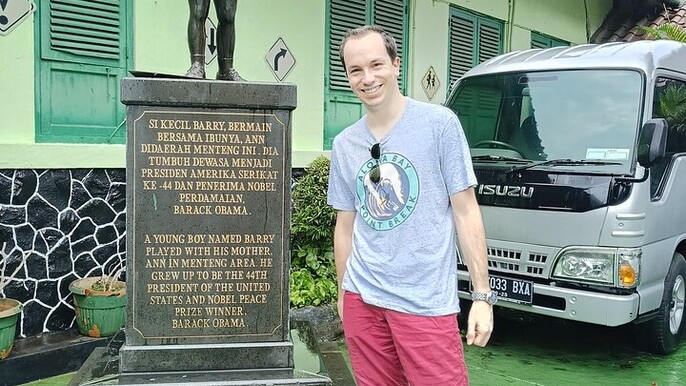 SI KECIL BARRY, BERMAIN
BERSAMA IBUNYA, ANN
DIDAERAH MENTENG INI. DIA
TUMBUH DEWASA MENJADI
PRESIDEN AMERIKA SERIKAT
KE-44 DAN PENERIMA NOBEL
PERDAMAIAN,
BARACK OBAMA.
A YOUNG BOY NAMED BARRY
PLAYED WITH HIS MOTHER,
ANN IN MENTENG AREA. HE
GREW UP TO BE THE 44TH
PRESIDENT OF THE UNITED
STATES AND NOBEL PEACE
PRIZE WINNER.
BARACK OBAMA.
ALOHA BAY
POINT BREAK
ISUZU
7033 BXA